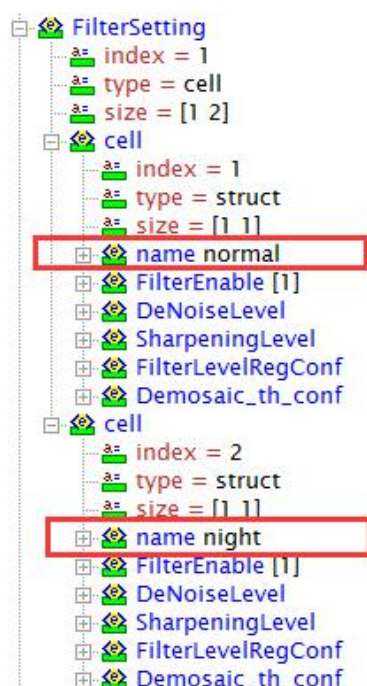 FilterSetting
index = 1
type = cell
size = [1 2]
cell
index = 1
type = struct
size = [1 1]
name normal
FilterEnable [1]
DeNoiseLevel
SharpeningLevel
FilterLevelRegConf
Demosaic_th_conf
cell
index = 2
type = struct
size = [1 1]
name night
FilterEnable [1]
DeNoiseLevel
SharpeningLevel
FilterLevelRegConf
Demosaic_th_conf